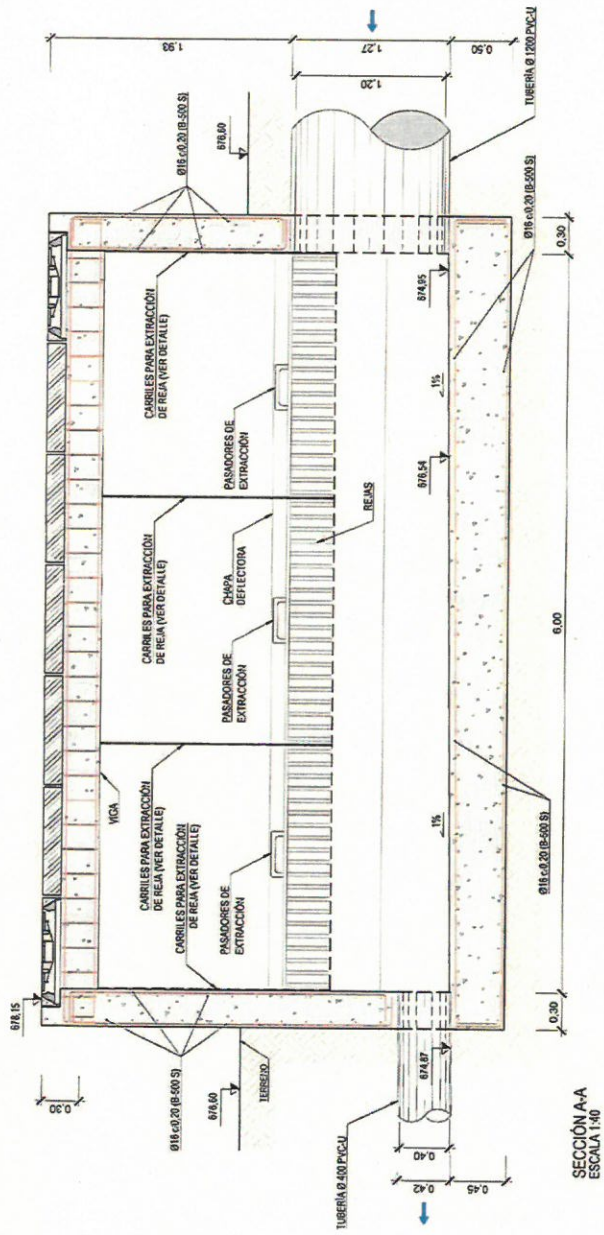 678,15
0,30
Ø16 c/0,20 (B-500 S)
676,60
TERRENO
TUBERÍA Ø 400 PVC-U
0,40
0,42
0,45
674,87
0,30
VIGA
CARRILES PARA EXTRACCIÓN
DE REJA (VER DETALLE)
CARRILES PARA EXTRACCIÓN
DE REJA (VER DETALLE)
PASADORES DE
EXTRACCIÓN
1%
CARRILES PARA EXTRACCIÓN
DE REJA (VER DETALLE)
PASADORES DE
EXTRACCIÓN
CHAPA
DEFLECTORA
REJAS
676,54
1%
CARRILES PARA EXTRACCIÓN
DE REJA (VER DETALLE)
PASADORES DE
EXTRACCIÓN
674,95
Ø16 c/0,20 (B-500 S)
676,60
1,93
1,27
1,20
0,50
TUBERÍA Ø 1200 PVC-U
Ø16 c/0,20 (B-500 S)
0,30
6,00
Ø16 c/0,20 (B-500 S)
SECCIÓN A-A
ESCALA 1:40